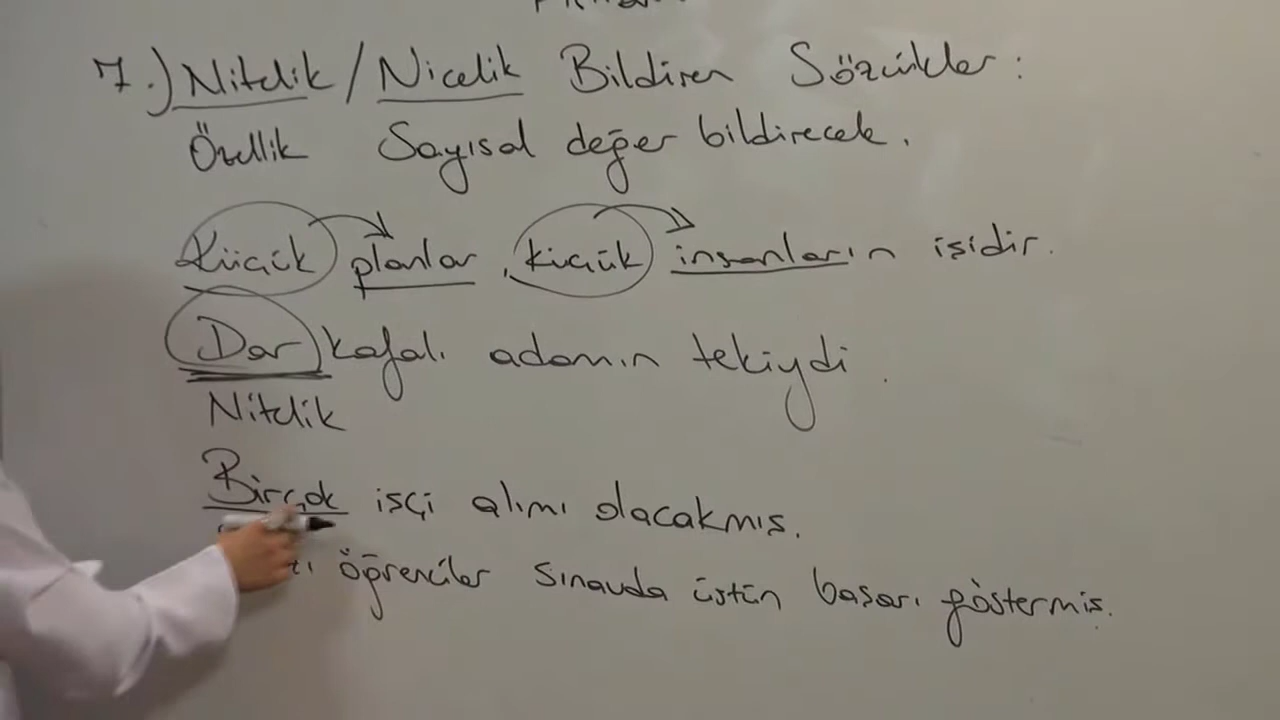 7.) Nitelik / Nicelik Bildiren Sözcükler :
Özellik Sayısal değer bildirecek.
Küçük planlar, küçük insanların işidir.
Dar kafalı adamın tekiydi.
Nitelik
Birçok işçi alımı olacakmış.
öğrenciler sınavda üstün başarı göstermiş.